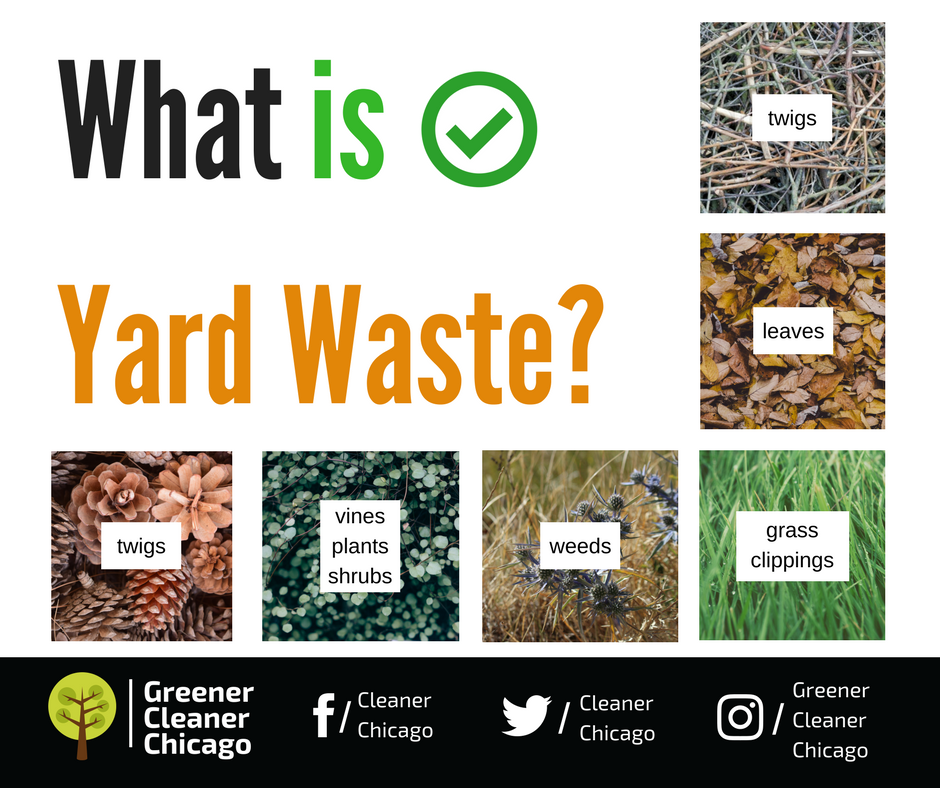 What is
Yard Waste?
twigs
leaves
twigs
vines
plants
shrubs
weeds
grass
clippings
Greener
Cleaner
Chicago
/ Cleaner
Chicago
/ Cleaner
Chicago
/ Greener
Cleaner
Chicago